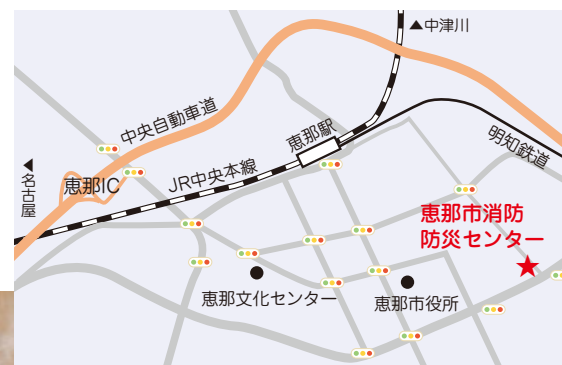 ▲中津川
中央自動車道
恵那駅
明知鉄道
◀名古屋
恵那IC
JR中央本線
恵那市消防
防災センター
恵那文化センター
恵那市役所